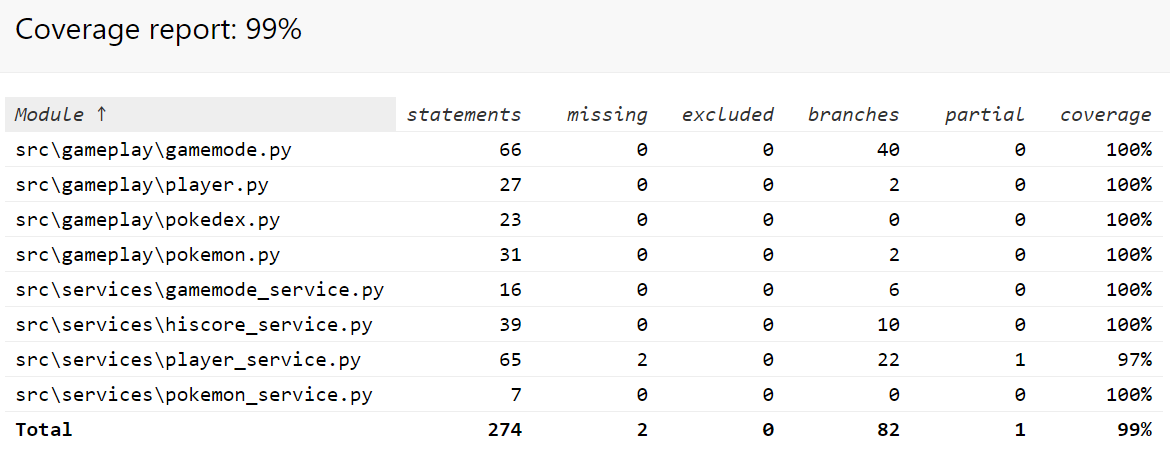 Coverage report: 99%
Module ↑ statements missing excluded branches partial coverage
src\gameplay\gamemode.py 66 0 0 40 0 100%
src\gameplay\player.py 27 0 0 2 0 100%
src\gameplay\pokedex.py 23 0 0 0 0 100%
src\gameplay\pokemon.py 31 0 0 2 0 100%
src\services\gamemode_service.py 16 0 0 6 0 100%
src\services\hiscore_service.py 39 0 0 10 0 100%
src\services\player_service.py 65 2 0 22 1 97%
src\services\pokemon_service.py 7 0 0 0 0 100%
Total 274 2 0 82 1 99%